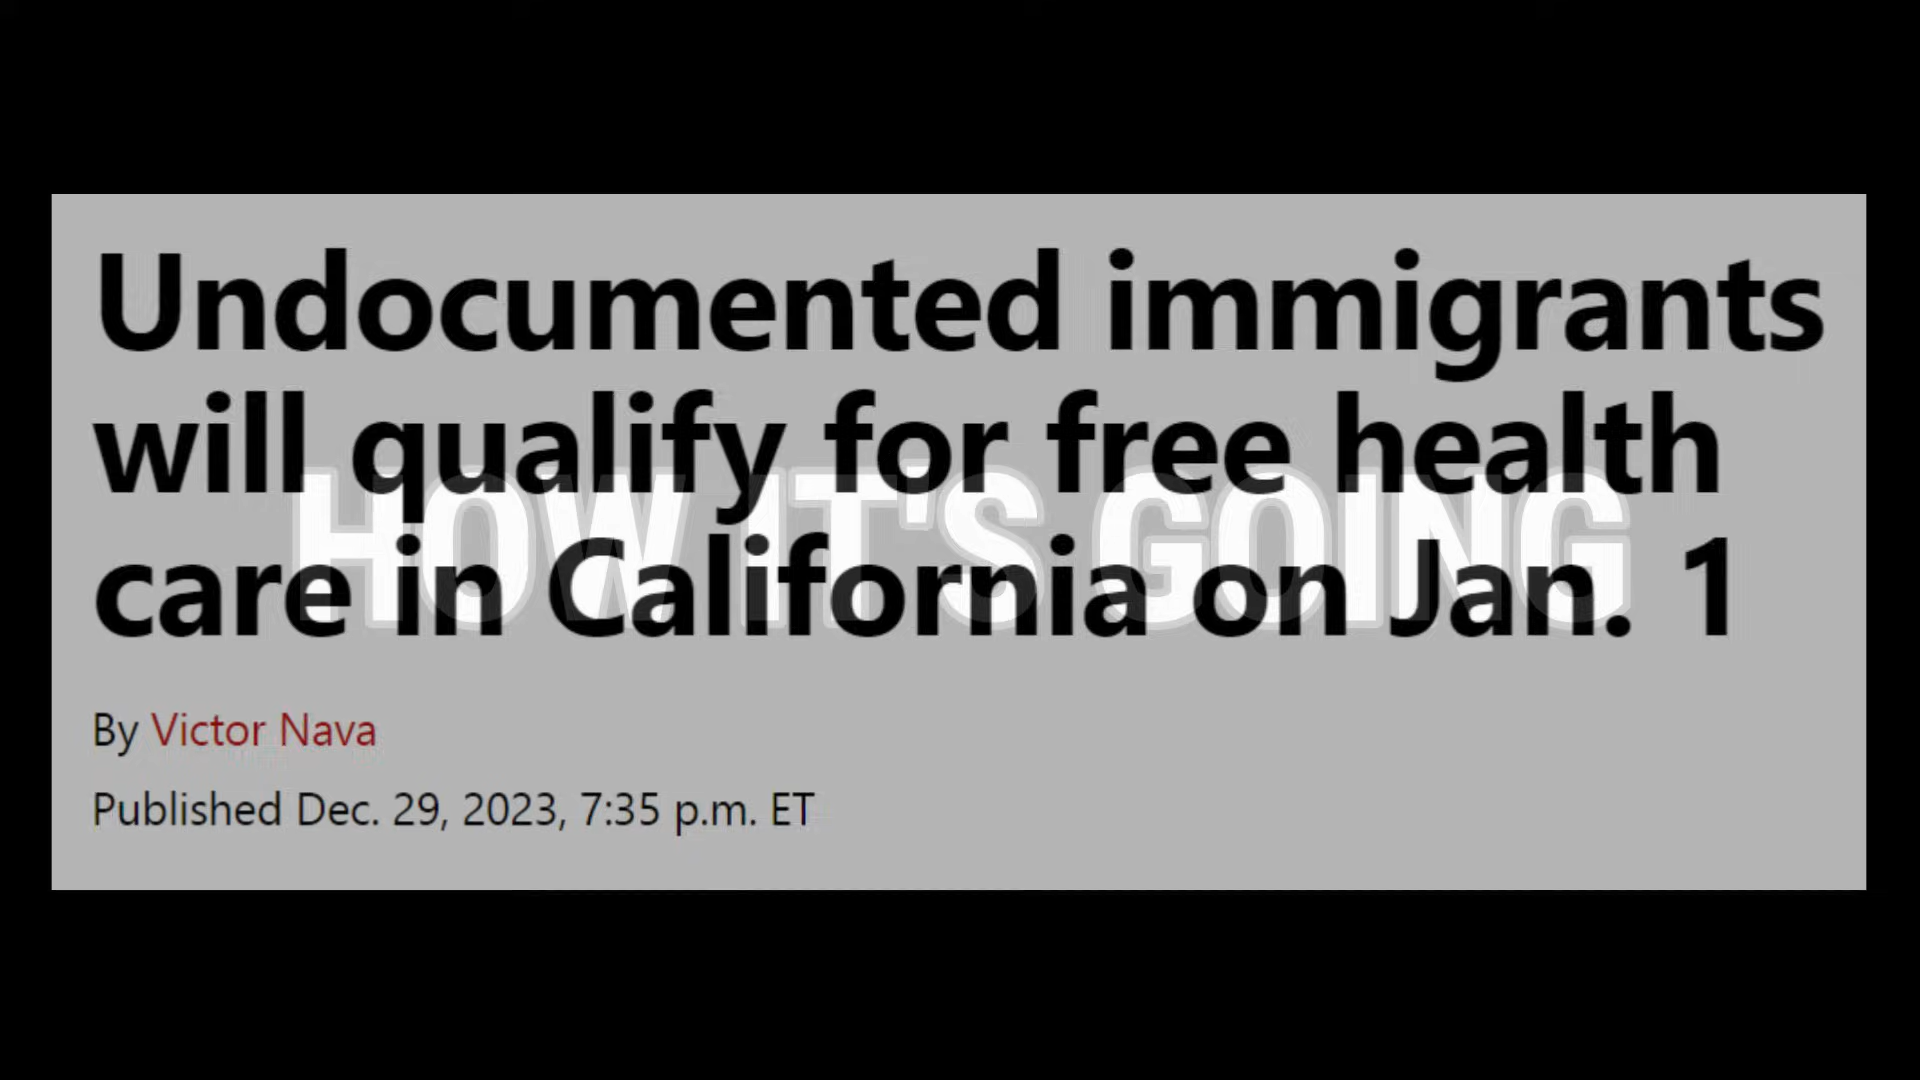 Undocumented immigrants
will qualify for free health
HOW IT'S GOING
care in California on Jan. 1
By Victor Nava
Published Dec. 29, 2023, 7:35 p.m. ET